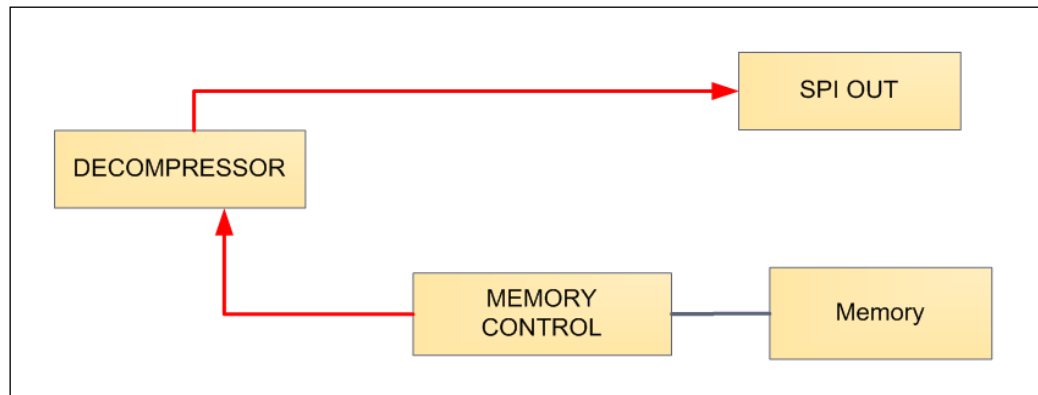 SPI OUT
DECOMPRESSOR
MEMORY
CONTROL
Memory